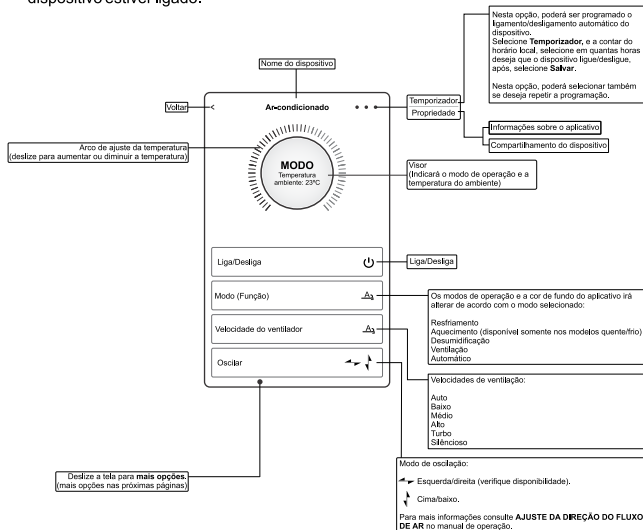 dispositivo estiver ligado.
Nesta opção, poderá ser programado o
ligamento/desligamento automático do
dispositivo.
Selecione Temporizador, e a contar do
horário local, selecione em quantas horas
deseja que o dispositivo ligue/desligue,
após, selecione Salvar.
Nesta opção, poderá selecionar também
se deseja repetir a programação.
Nome do dispositivo
Voltar
<
Ar-condicionado
Temporizador
Propriedade
Informações sobre o aplicativo
Compartilhamento do dispositivo
Arco de ajuste da temperatura
(deslize para aumentar ou diminuir a temperatura)
MODO
Temperatura
ambiente: 23ºC
Visor
(Indicará o modo de operação e a
temperatura do ambiente)
Liga/Desliga
Liga/Desliga
Modo (Função)
A
Os modos de operação e a cor de fundo do aplicativo irá
alterar de acordo com o modo selecionado:
Resfriamento
Aquecimento (disponível somente nos modelos quente/frio)
Desumidificação
Ventilação
Automático
Velocidade do ventilador
A
Velocidades de ventilação:
Auto
Baixo
Médio
Alto
Turbo
Silêncioso
Oscilar
Deslize a tela para mais opções.
(mais opções nas próximas páginas)
Modo de oscilação:
Esquerda/direita (verifique disponibilidade).
Cima/baixo.
Para mais informações consulte AJUSTE DA DIREÇÃO DO FLUXO
DE AR no manual de operação.